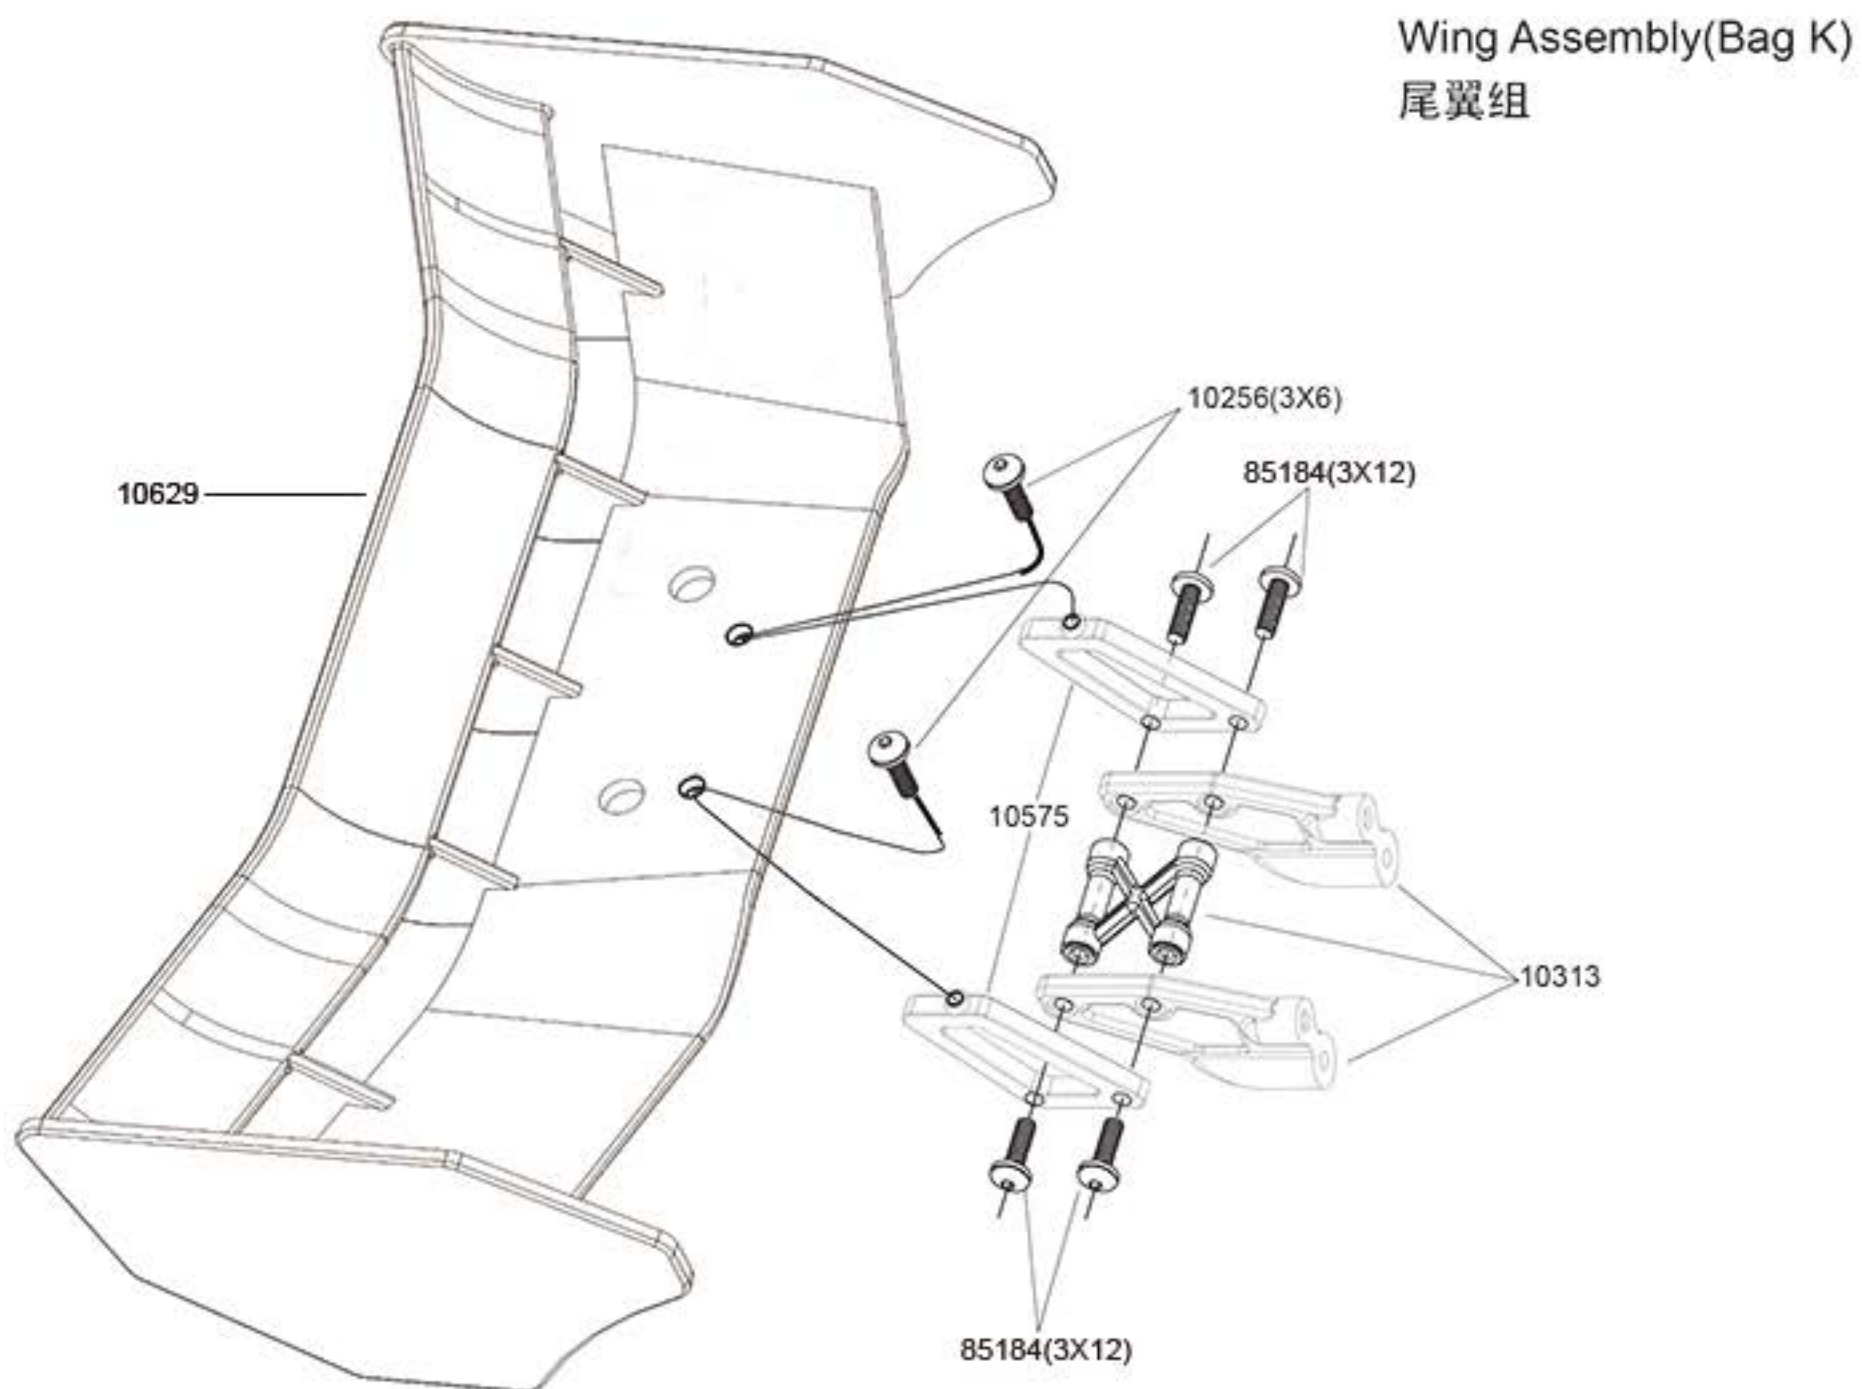 Wing Assembly(Bag K)
尾翼组
10256(3X6)
85184(3X12)
10629
10575
10313
85184(3X12)